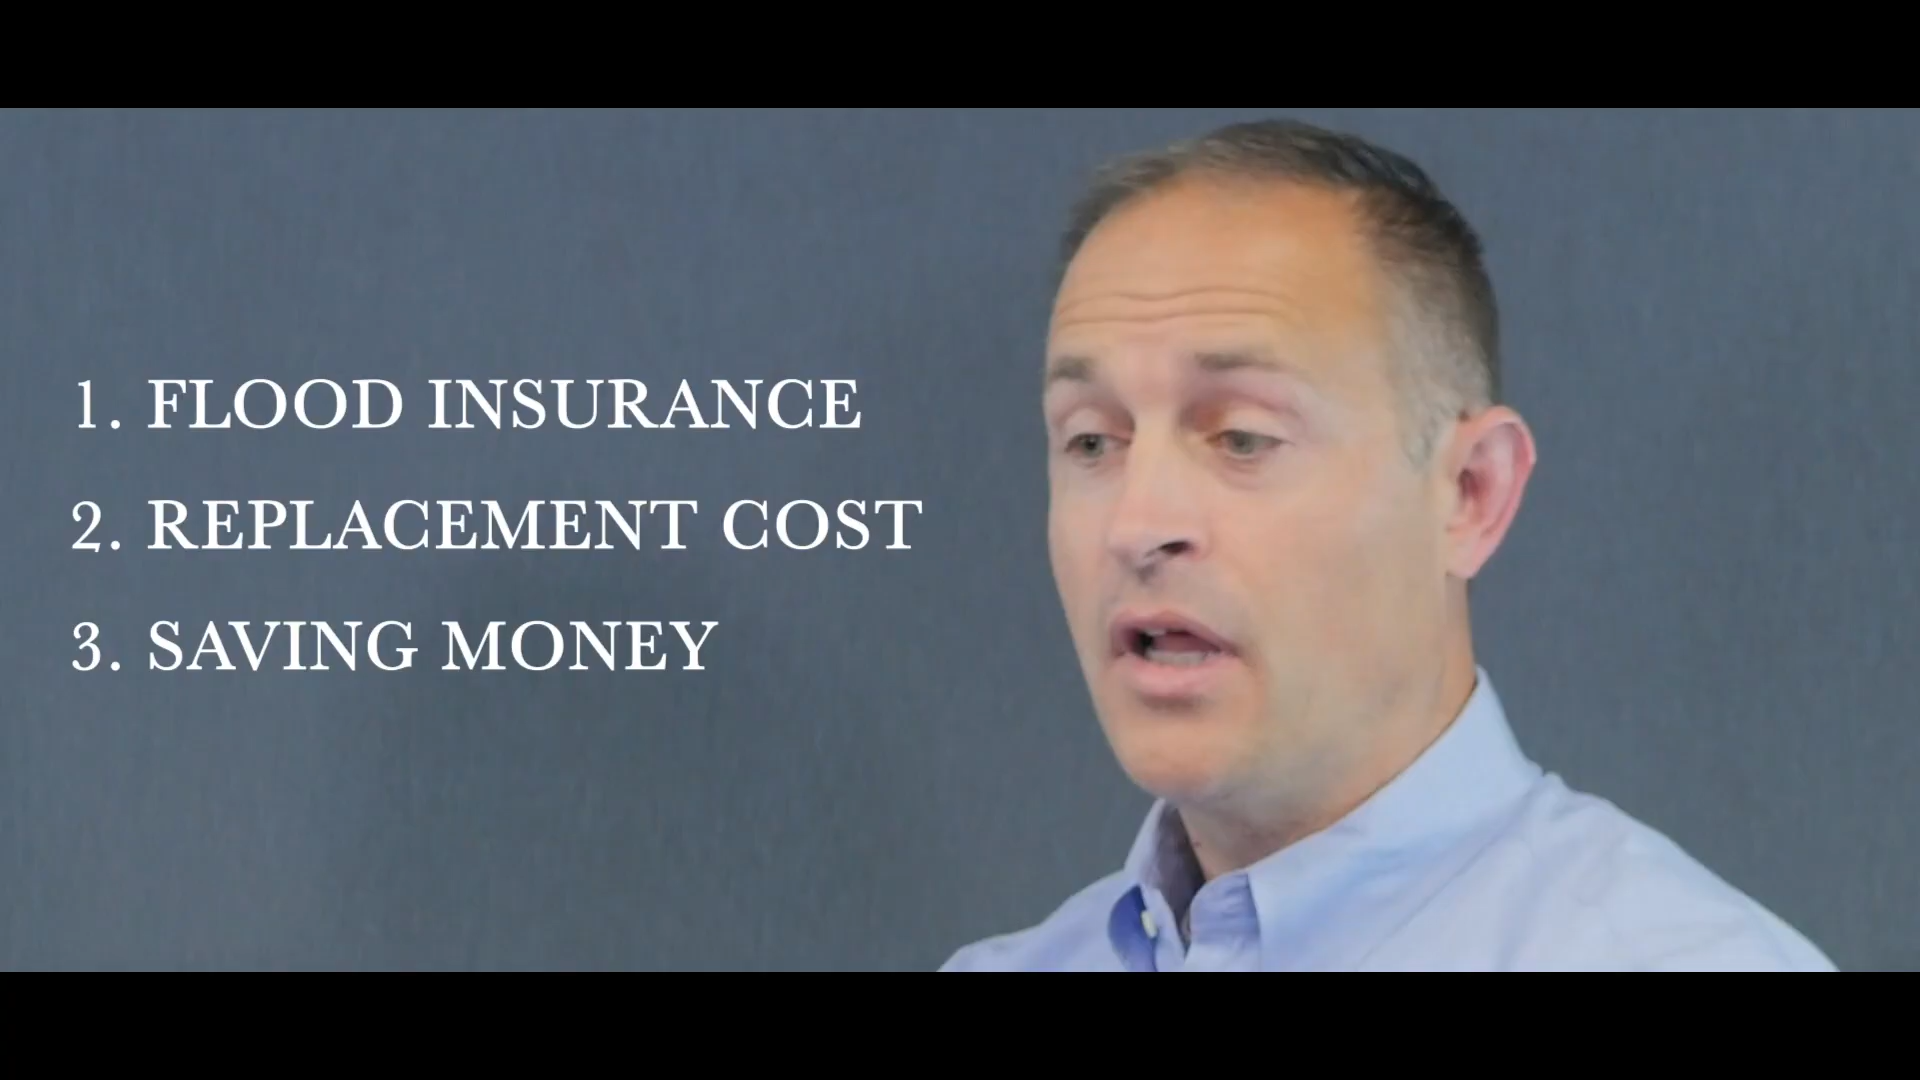 1. FLOOD INSURANCE
2. REPLACEMENT COST
3. SAVING MONEY